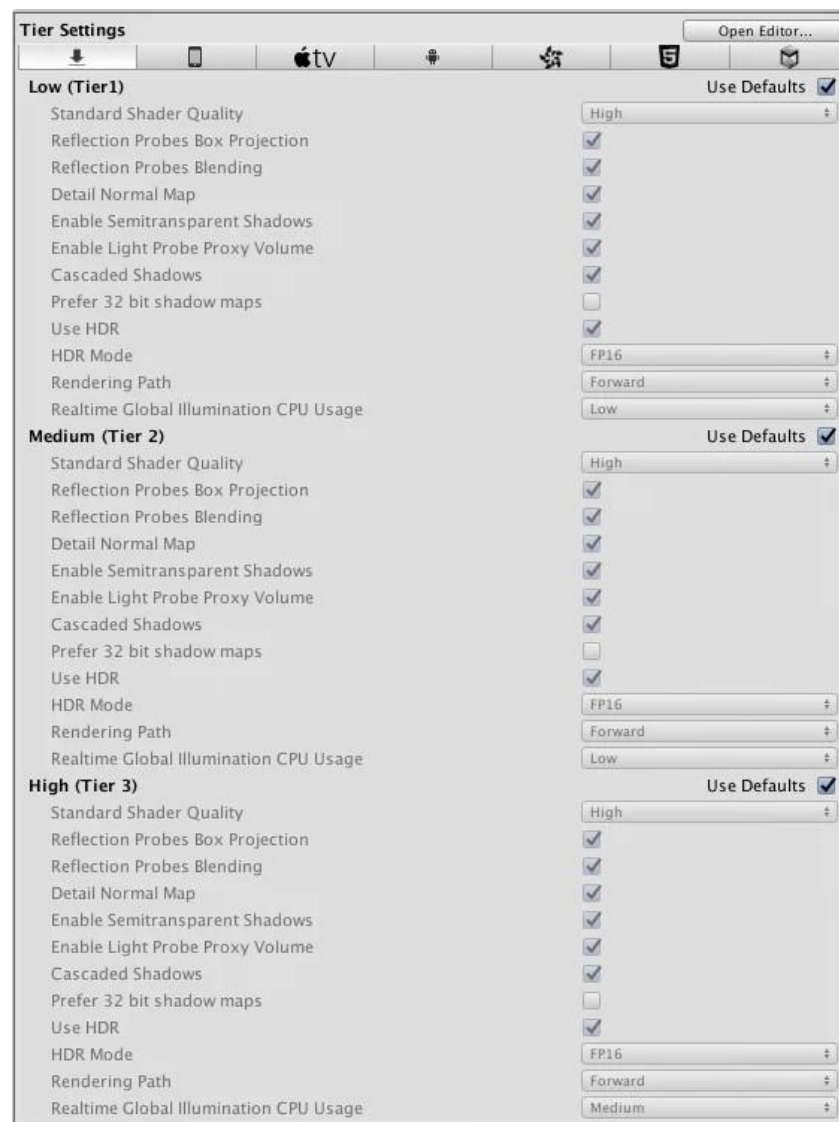 Tier Settings
Open Editor...
tv
5
Low (Tier1)
Use Defaults
Standard Shader Quality
High
Reflection Probes Box Projection
Reflection Probes Blending
Detail Normal Map
Enable Semitransparent Shadows
Enable Light Probe Proxy Volume
Cascaded Shadows
Prefer 32 bit shadow maps
Use HDR
HDR Mode
FP16
Rendering Path
Forward
Realtime Global Illumination CPU Usage
Low
Medium (Tier 2)
Use Defaults
Standard Shader Quality
High
Reflection Probes Box Projection
Reflection Probes Blending
Detail Normal Map
Enable Semitransparent Shadows
Enable Light Probe Proxy Volume
Cascaded Shadows
Prefer 32 bit shadow maps
Use HDR
HDR Mode
FP16
Rendering Path
Forward
Realtime Global Illumination CPU Usage
Low
High (Tier 3)
Use Defaults
Standard Shader Quality
High
Reflection Probes Box Projection
Reflection Probes Blending
Detail Normal Map
Enable Semitransparent Shadows
Enable Light Probe Proxy Volume
Cascaded Shadows
Prefer 32 bit shadow maps
Use HDR
HDR Mode
FP16
Rendering Path
Forward
Realtime Global Illumination CPU Usage
Medium